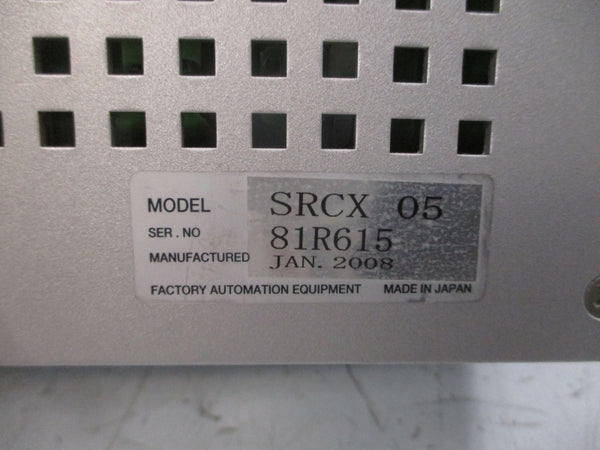 MODEL SRCX 05
SER. NO 81R615
MANUFACTURED JAN. 2008
FACTORY AUTOMATION EQUIPMENT MADE IN JAPAN